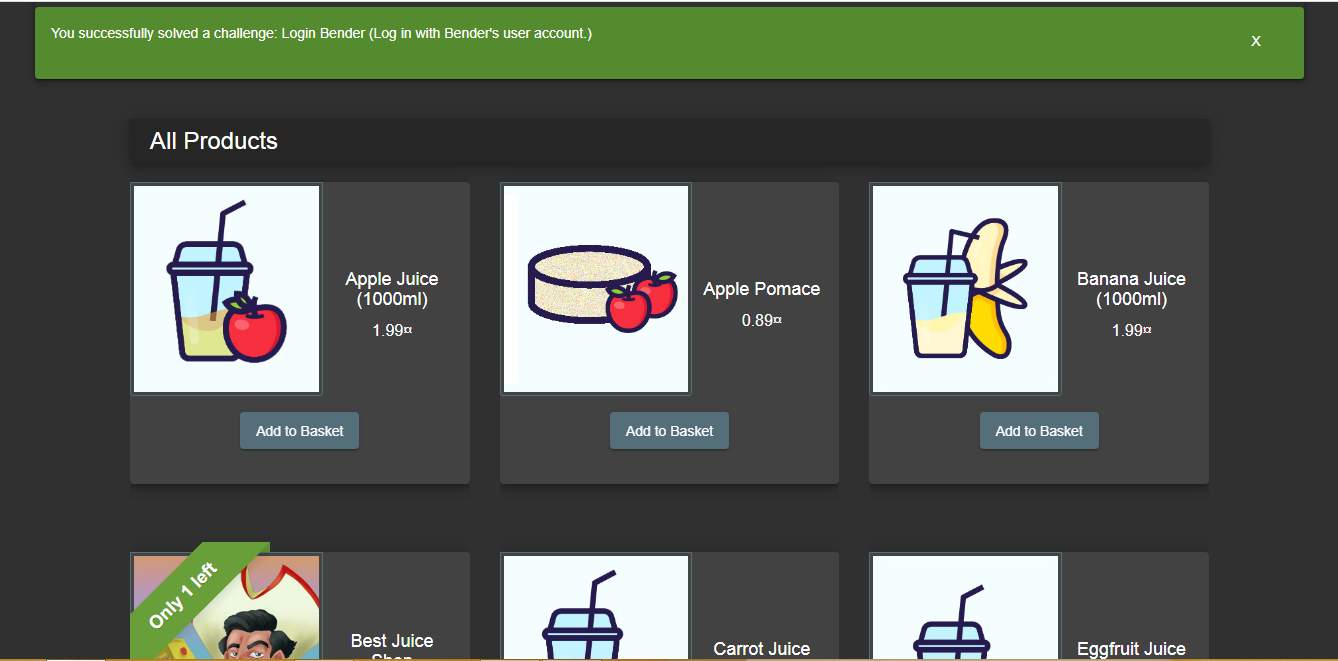 You successfully solved a challenge: Login Bender (Log in with Bender's user account.)
X
All Products
Apple Juice
(1000ml)
1.99¤
Add to Basket
Apple Pomace
0.89¤
Add to Basket
Banana Juice
(1000ml)
1.99¤
Add to Basket
Only 1 left
Best Juice
Shop
Carrot Juice
Eggfruit Juice